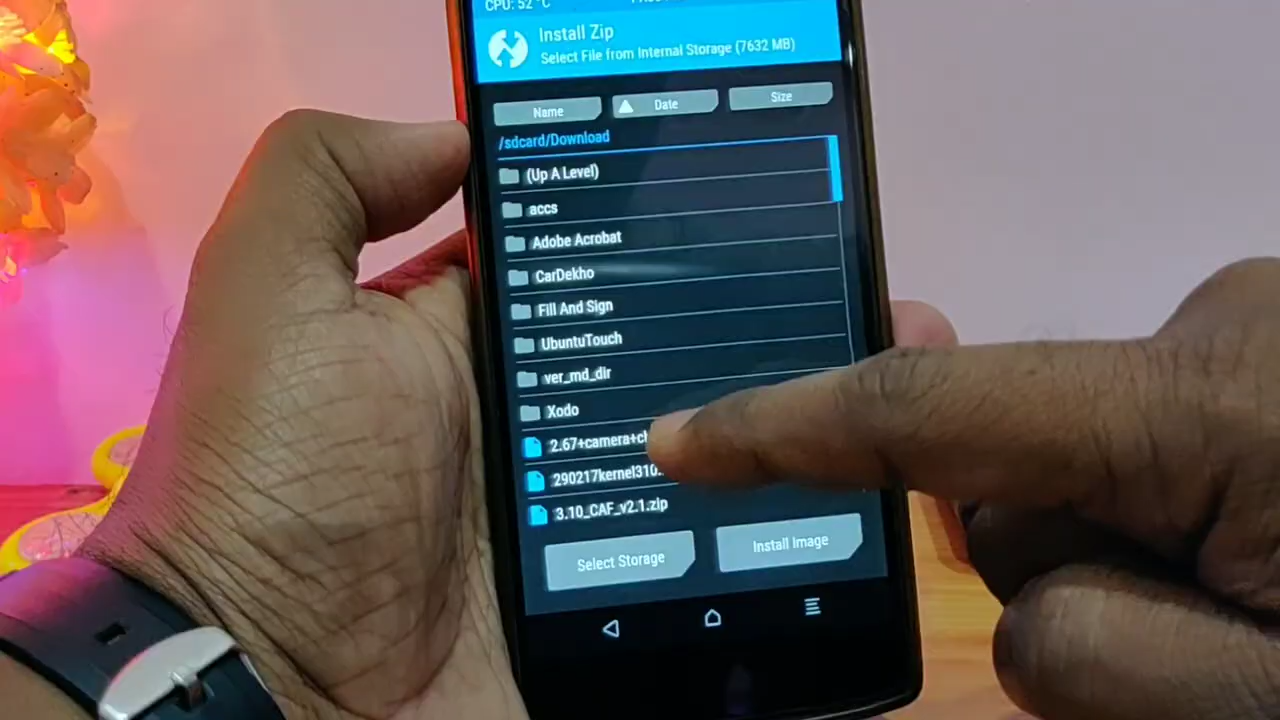 CPU: 52 °C
Install Zip
Select File from Internal Storage (7632 MB)
Name Date Size
/sdcard/Download
(Up A Level)
accs
Adobe Acrobat
CarDekho
Fill And Sign
UbuntuTouch
ver_md_dir
Xodo
2.67+camera+c
290217kernel310.
3.10_CAF_v2.1.zip
Select Storage Install Image